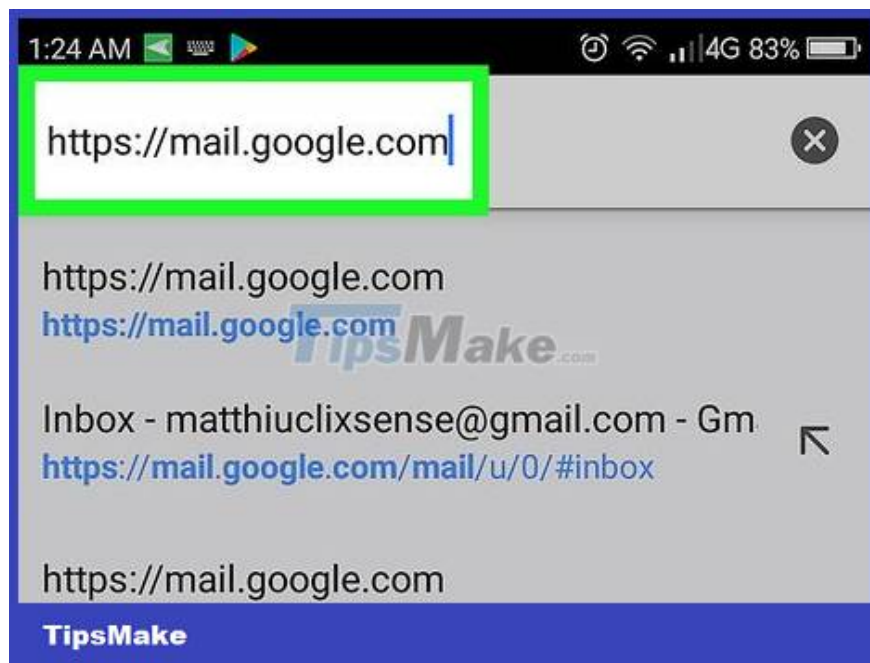 1:24 AM 4G 83%
https://mail.google.com
https://mail.google.com
https://mail.google.com
TipsMake.com
Inbox - matthiuclixsense@gmail.com - Gm
https://mail.google.com/mail/u/0/#inbox
https://mail.google.com
TipsMake